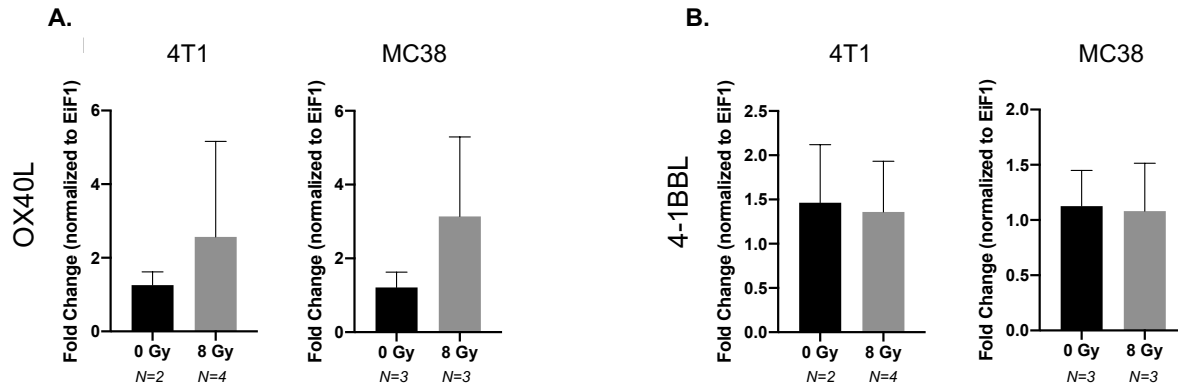 A.
B.
4T1
MC38
4T1
MC38
OX40L
Fold Change (normalized to EiF1)
6
4
2
0
0 Gy
8 Gy
N=2
N=4
Fold Change (normalized to EiF1)
6
4
2
0
0 Gy
8 Gy
N=3
N=3
4-1BBL
Fold Change (normalized to EiF1)
2.5
2.0
1.5
1.0
0.5
0.0
0 Gy
8 Gy
N=2
N=4
Fold Change (normalized to EiF1)
2.0
1.5
1.0
0.5
0.0
0 Gy
8 Gy
N=3
N=3